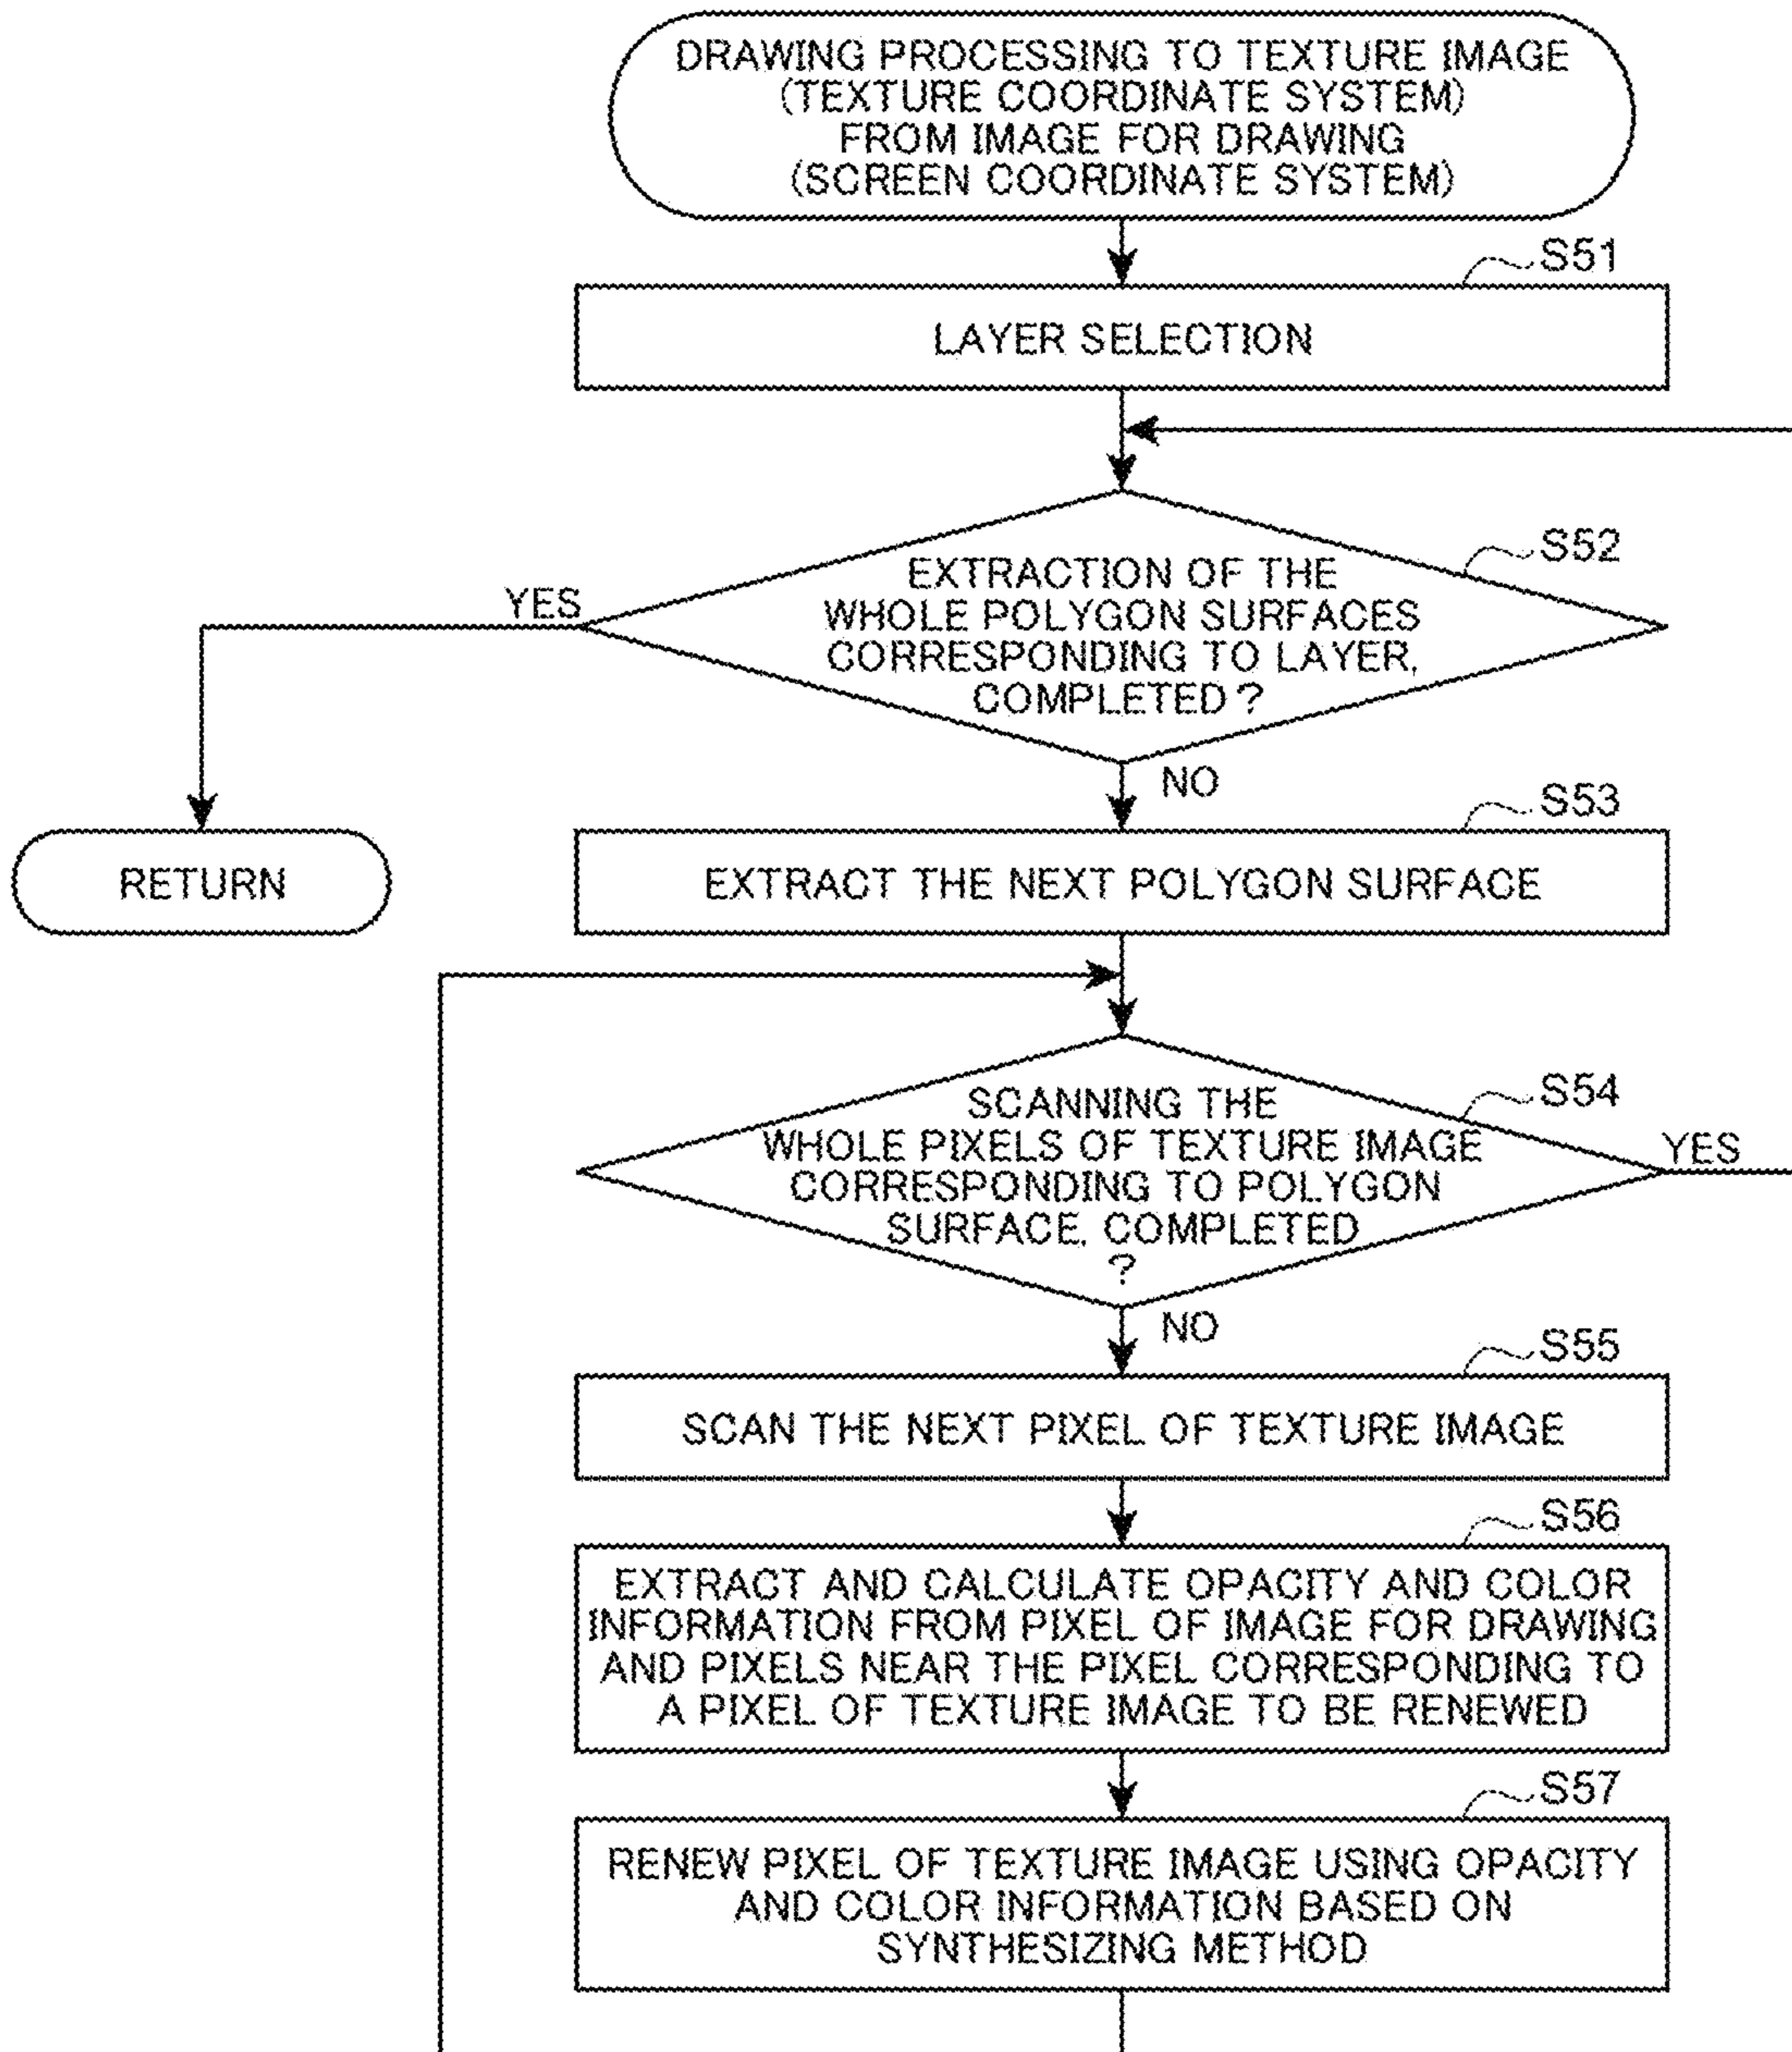 DRAWING PROCESSING TO TEXTURE IMAGE
(TEXTURE COORDINATE SYSTEM)
FROM IMAGE FOR DRAWING
(SCREEN COORDINATE SYSTEM)
S51
LAYER SELECTION
S52
EXTRACTION OF THE
WHOLE POLYGON SURFACES
CORRESPONDING TO LAYER,
COMPLETED ?
YES
NO
S53
RETURN
EXTRACT THE NEXT POLYGON SURFACE
S54
SCANNING THE
WHOLE PIXELS OF TEXTURE IMAGE
CORRESPONDING TO POLYGON
SURFACE, COMPLETED
?
YES
NO
S55
SCAN THE NEXT PIXEL OF TEXTURE IMAGE
S56
EXTRACT AND CALCULATE OPACITY AND COLOR
INFORMATION FROM PIXEL OF IMAGE FOR DRAWING
AND PIXELS NEAR THE PIXEL CORRESPONDING TO
A PIXEL OF TEXTURE IMAGE TO BE RENEWED
S57
RENEW PIXEL OF TEXTURE IMAGE USING OPACITY
AND COLOR INFORMATION BASED ON
SYNTHESIZING METHOD